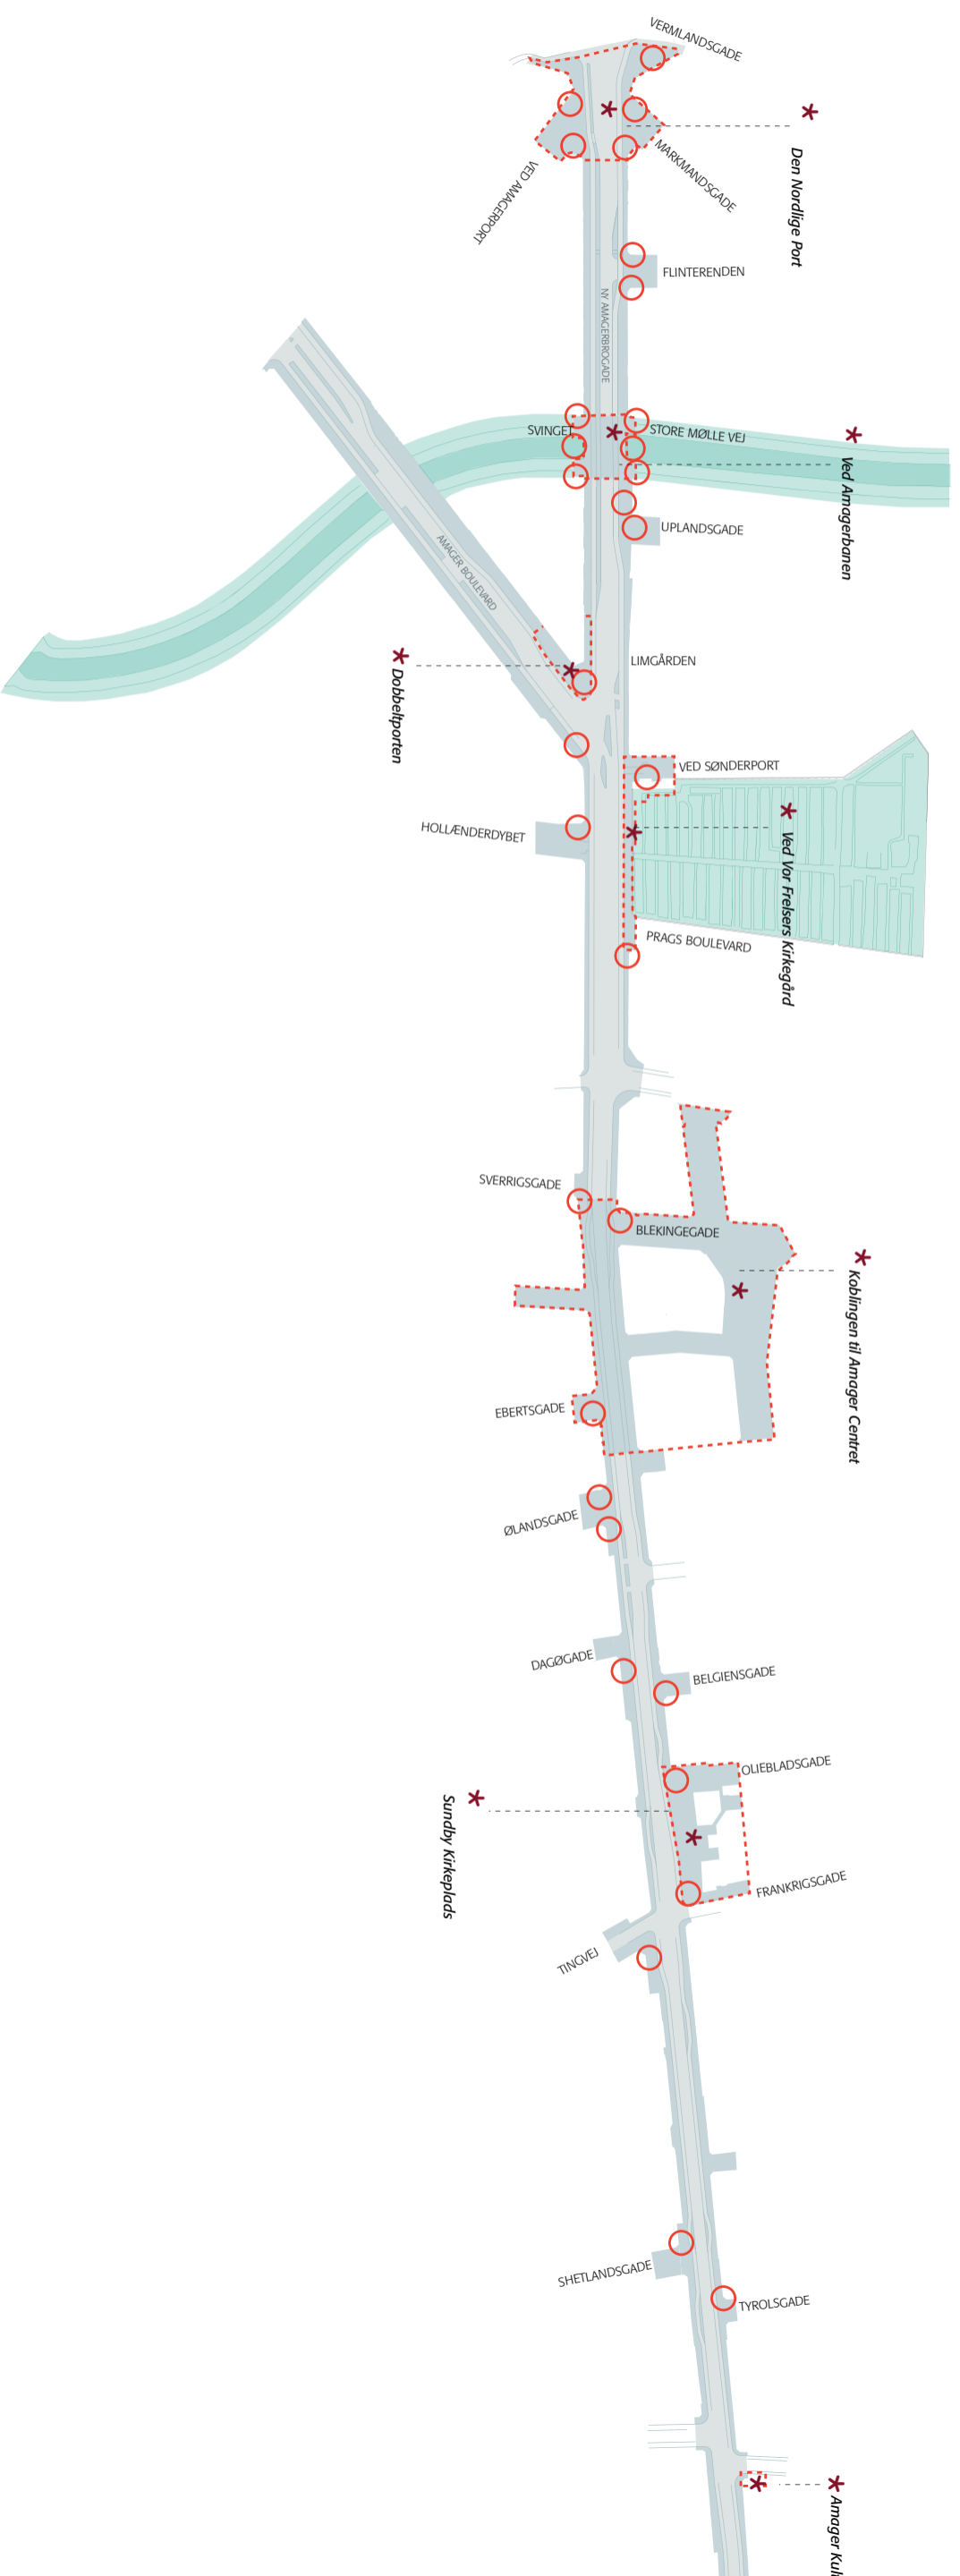 VERMLANDSGADE
Den Nordlige Port
MARKMANDSGADE
VED AMAGERPORT
FLINTERENDEN
NY AMAGERBROGADE
SVINGET
STORE MØLLE VEJ
Ved Amagerbanen
UPLANDSGADE
AMAGER BOULEVARD
LIMGÅRDEN
Dobbeltporten
VED SØNDERPORT
HOLLÆNDERDYBET
Ved Vor Frelsers Kirkegård
PRAGS BOULEVARD
SVERRIGSGADE
BLEKINGEGADE
Koblingen til Amager Centret
EBERTSGADE
ØLANDSGADE
DAGØGADE
BELGIENSGADE
OLIEBLADSGADE
Sundby Kirkeplads
FRANKRIGSGADE
TINGVEJ
SHETLANDSGADE
TYROLSGADE
Amager Kul